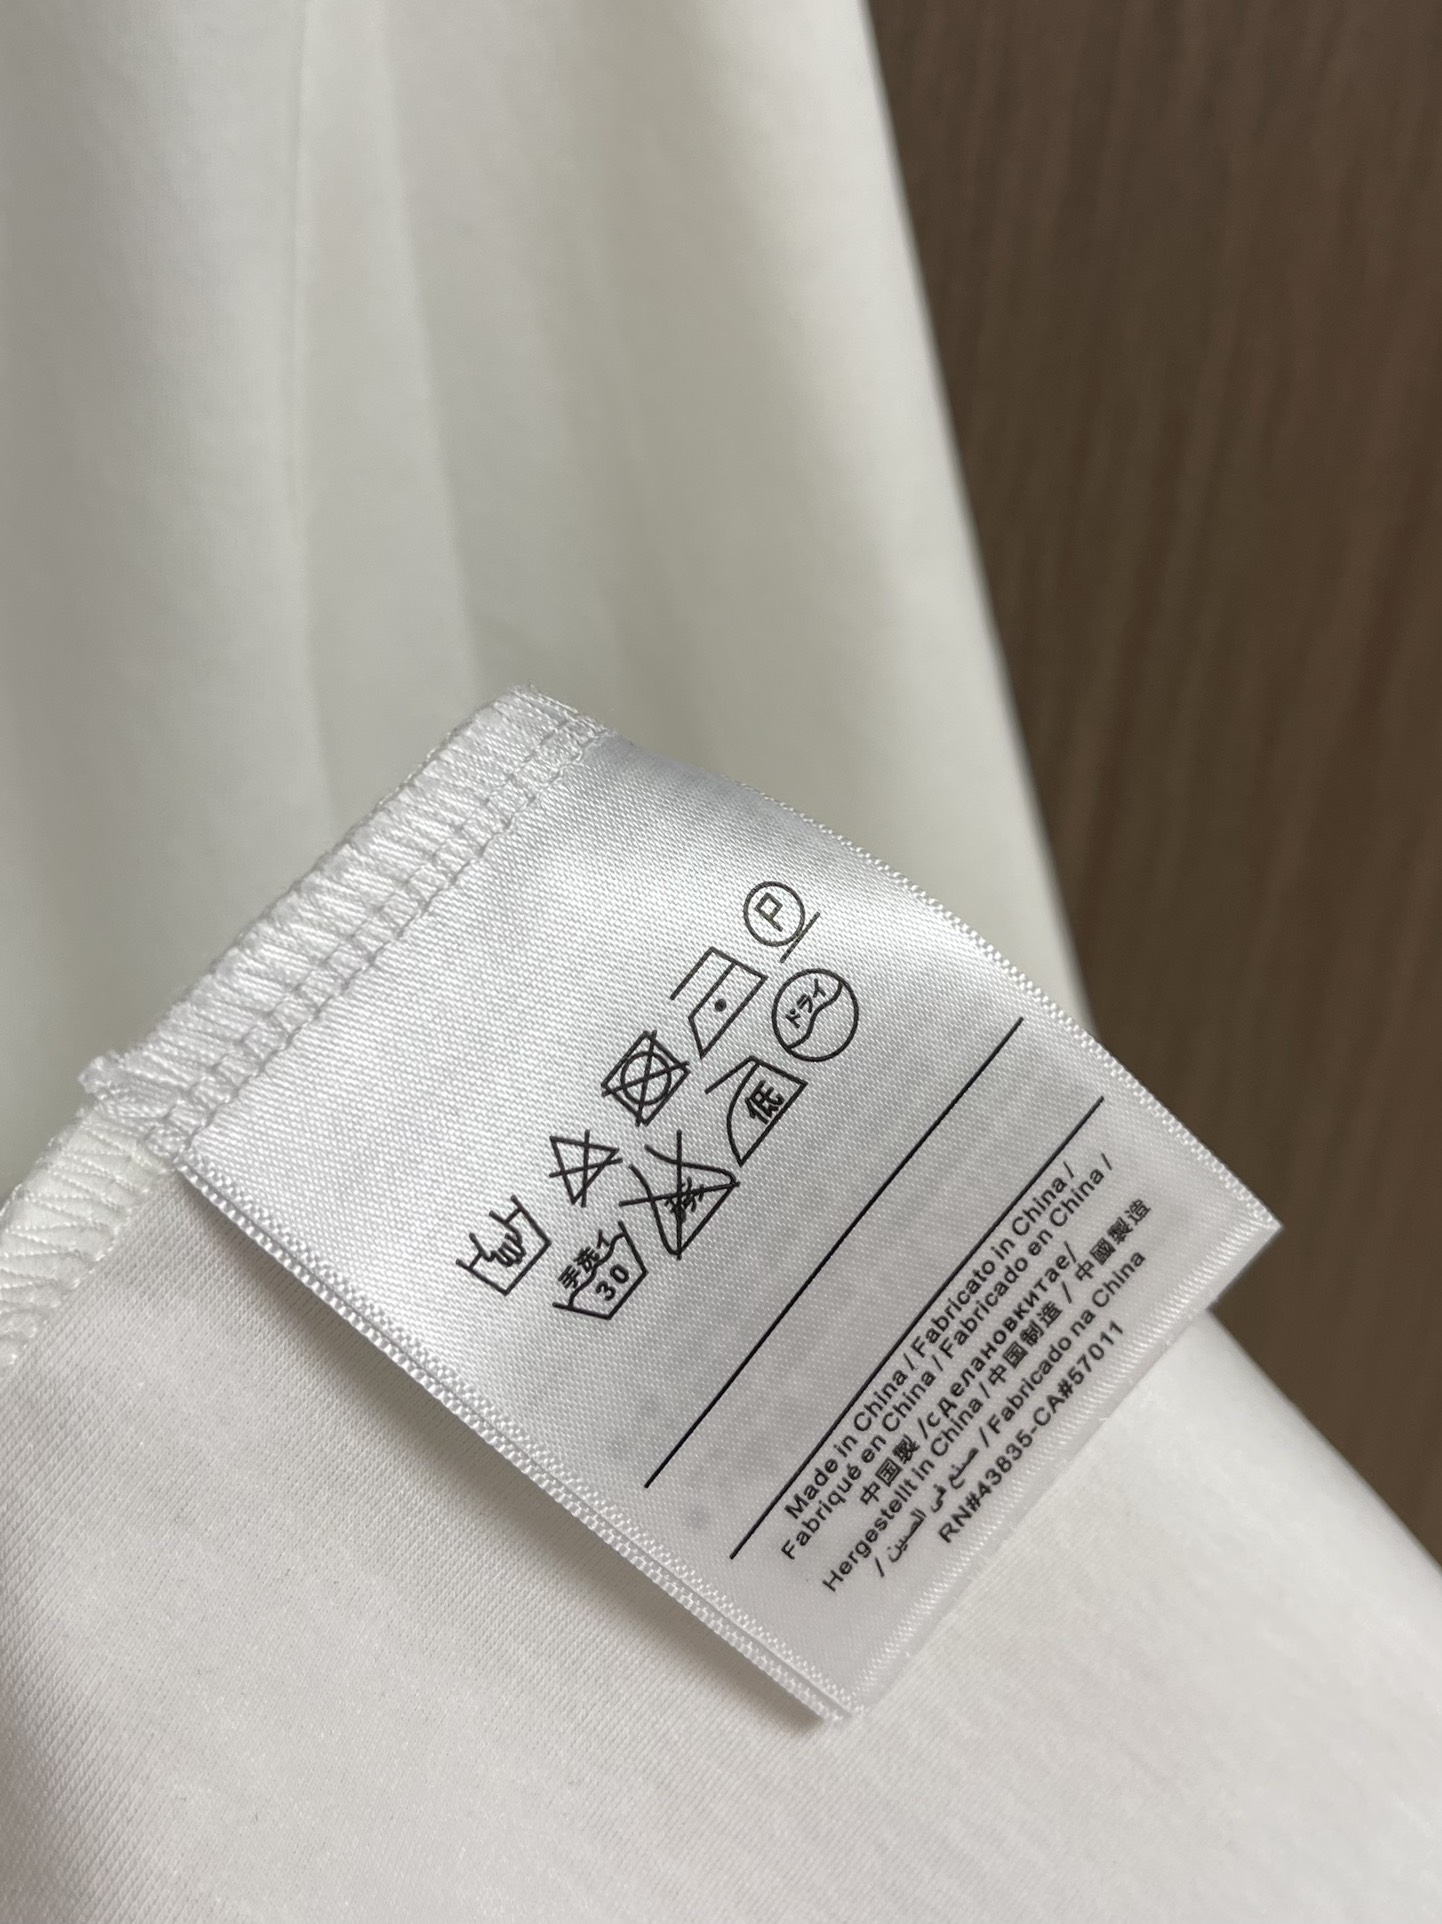 P
ドライ
低
手洗イ
30
Made in China / Fabricato in China /
Fabriqué en China / Fabricado en China /
中国製 /сделановкитае/
Hergestellt in China / 中国制造 / 中國製造
/ صنع في الصين / Fabricado na China
RN#43835-CA#57011